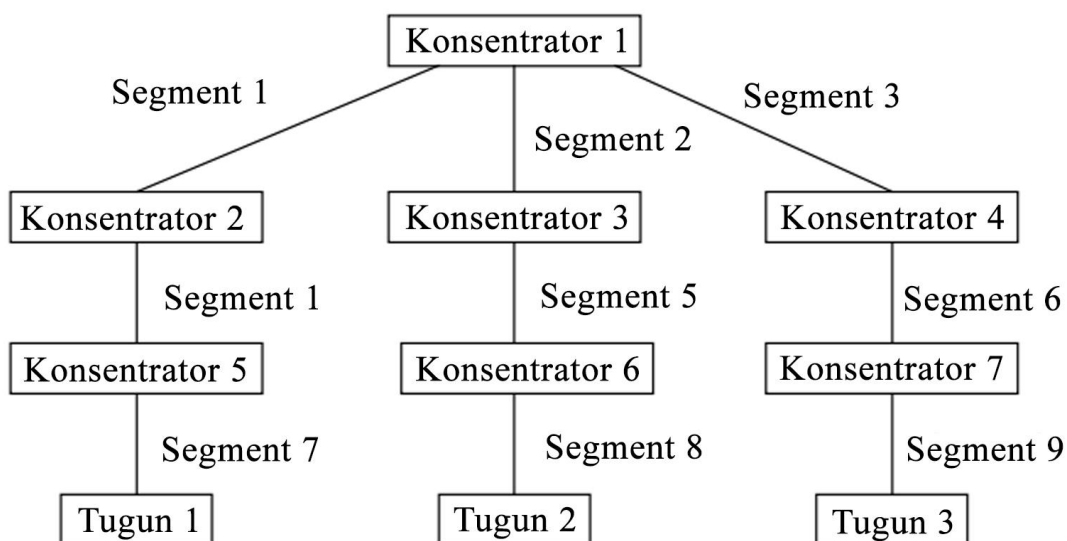 Konsentrator 1
Segment 1
Segment 3
Segment 2
Konsentrator 2
Konsentrator 3
Konsentrator 4
Segment 1
Segment 5
Segment 6
Konsentrator 5
Konsentrator 6
Konsentrator 7
Segment 7
Segment 8
Segment 9
Tugun 1
Tugun 2
Tugun 3